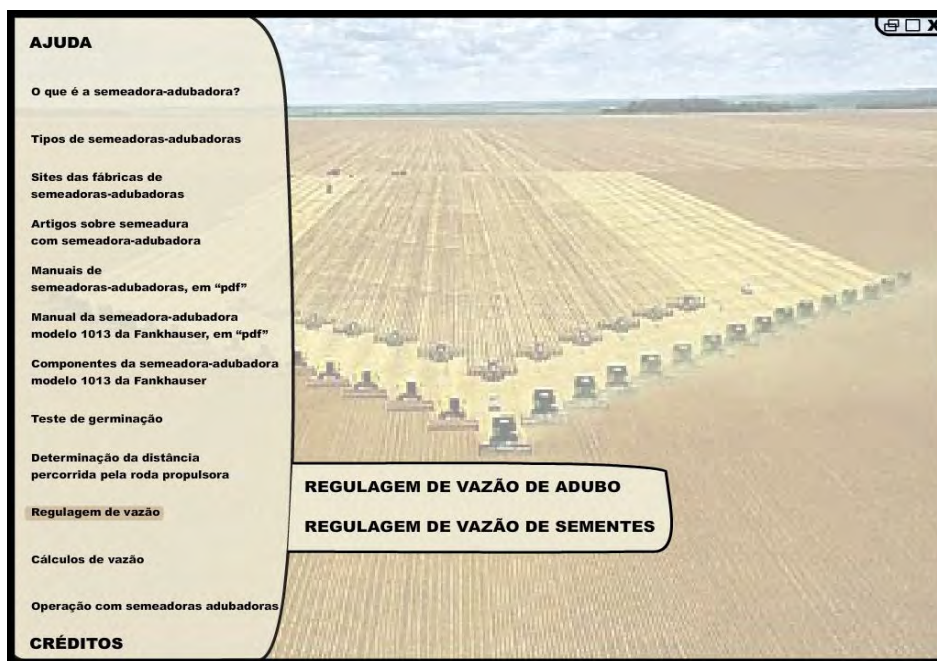 AJUDA
O que é a semeadora-adubadora?
Tipos de semeadoras-adubadoras
Sites das fábricas de
semeadoras-adubadoras
Artigos sobre semeadura
com semeadora-adubadora
Manuais de
semeadoras-adubadoras, em “pdf”
Manual da semeadora-adubadora
modelo 1013 da Fankhauser, em “pdf”
Componentes da semeadora-adubadora
modelo 1013 da Fankhauser
Teste de germinação
Determinação da distância
percorrida pela roda propulsora
Regulagem de vazão
REGULAGEM DE VAZÃO DE ADUBO
REGULAGEM DE VAZÃO DE SEMENTES
Cálculos de vazão
Operação com semeadoras adubadoras
CRÉDITOS